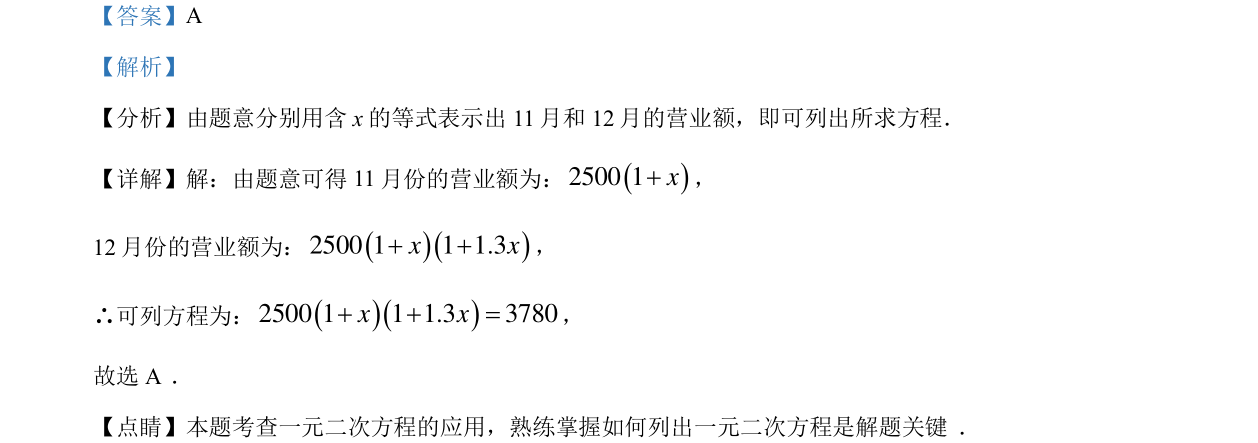 【答案】A
【解析】
【分析】由题意分别用含 x 的等式表示出 11 月和 12 月的营业额，即可列出所求方程．
【详解】解：由题意可得 11 月份的营业额为：2500(1+x)，
12 月份的营业额为：2500(1+x)(1+1.3x)，
∴可列方程为：2500(1+x)(1+1.3x)=3780，
故选 A ．
【点睛】本题考查一元二次方程的应用，熟练掌握如何列出一元二次方程是解题关键 ．